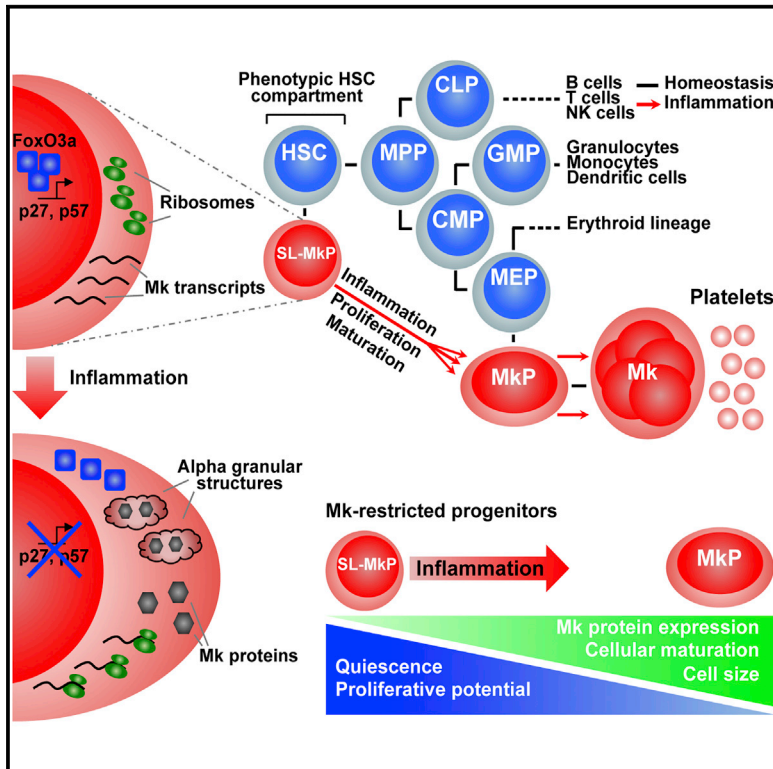 FoxO3a
p27, p57
Ribosomes
Mk transcripts
Inflammation
Phenotypic HSC
compartment
HSC
SL-MkP
MPP
CLP
CMP
GMP
MEP
B cells
T cells
NK cells
Homeostasis
Inflammation
Granulocytes
Monocytes
Dendritic cells
Erythroid lineage
Inflammation
Proliferation
Maturation
MkP
Mk
Platelets
p27, p57
Alpha granular
structures
Mk proteins
Mk-restricted progenitors
SL-MkP
Inflammation
MkP
Mk protein expression
Cellular maturation
Cell size
Quiescence
Proliferative potential